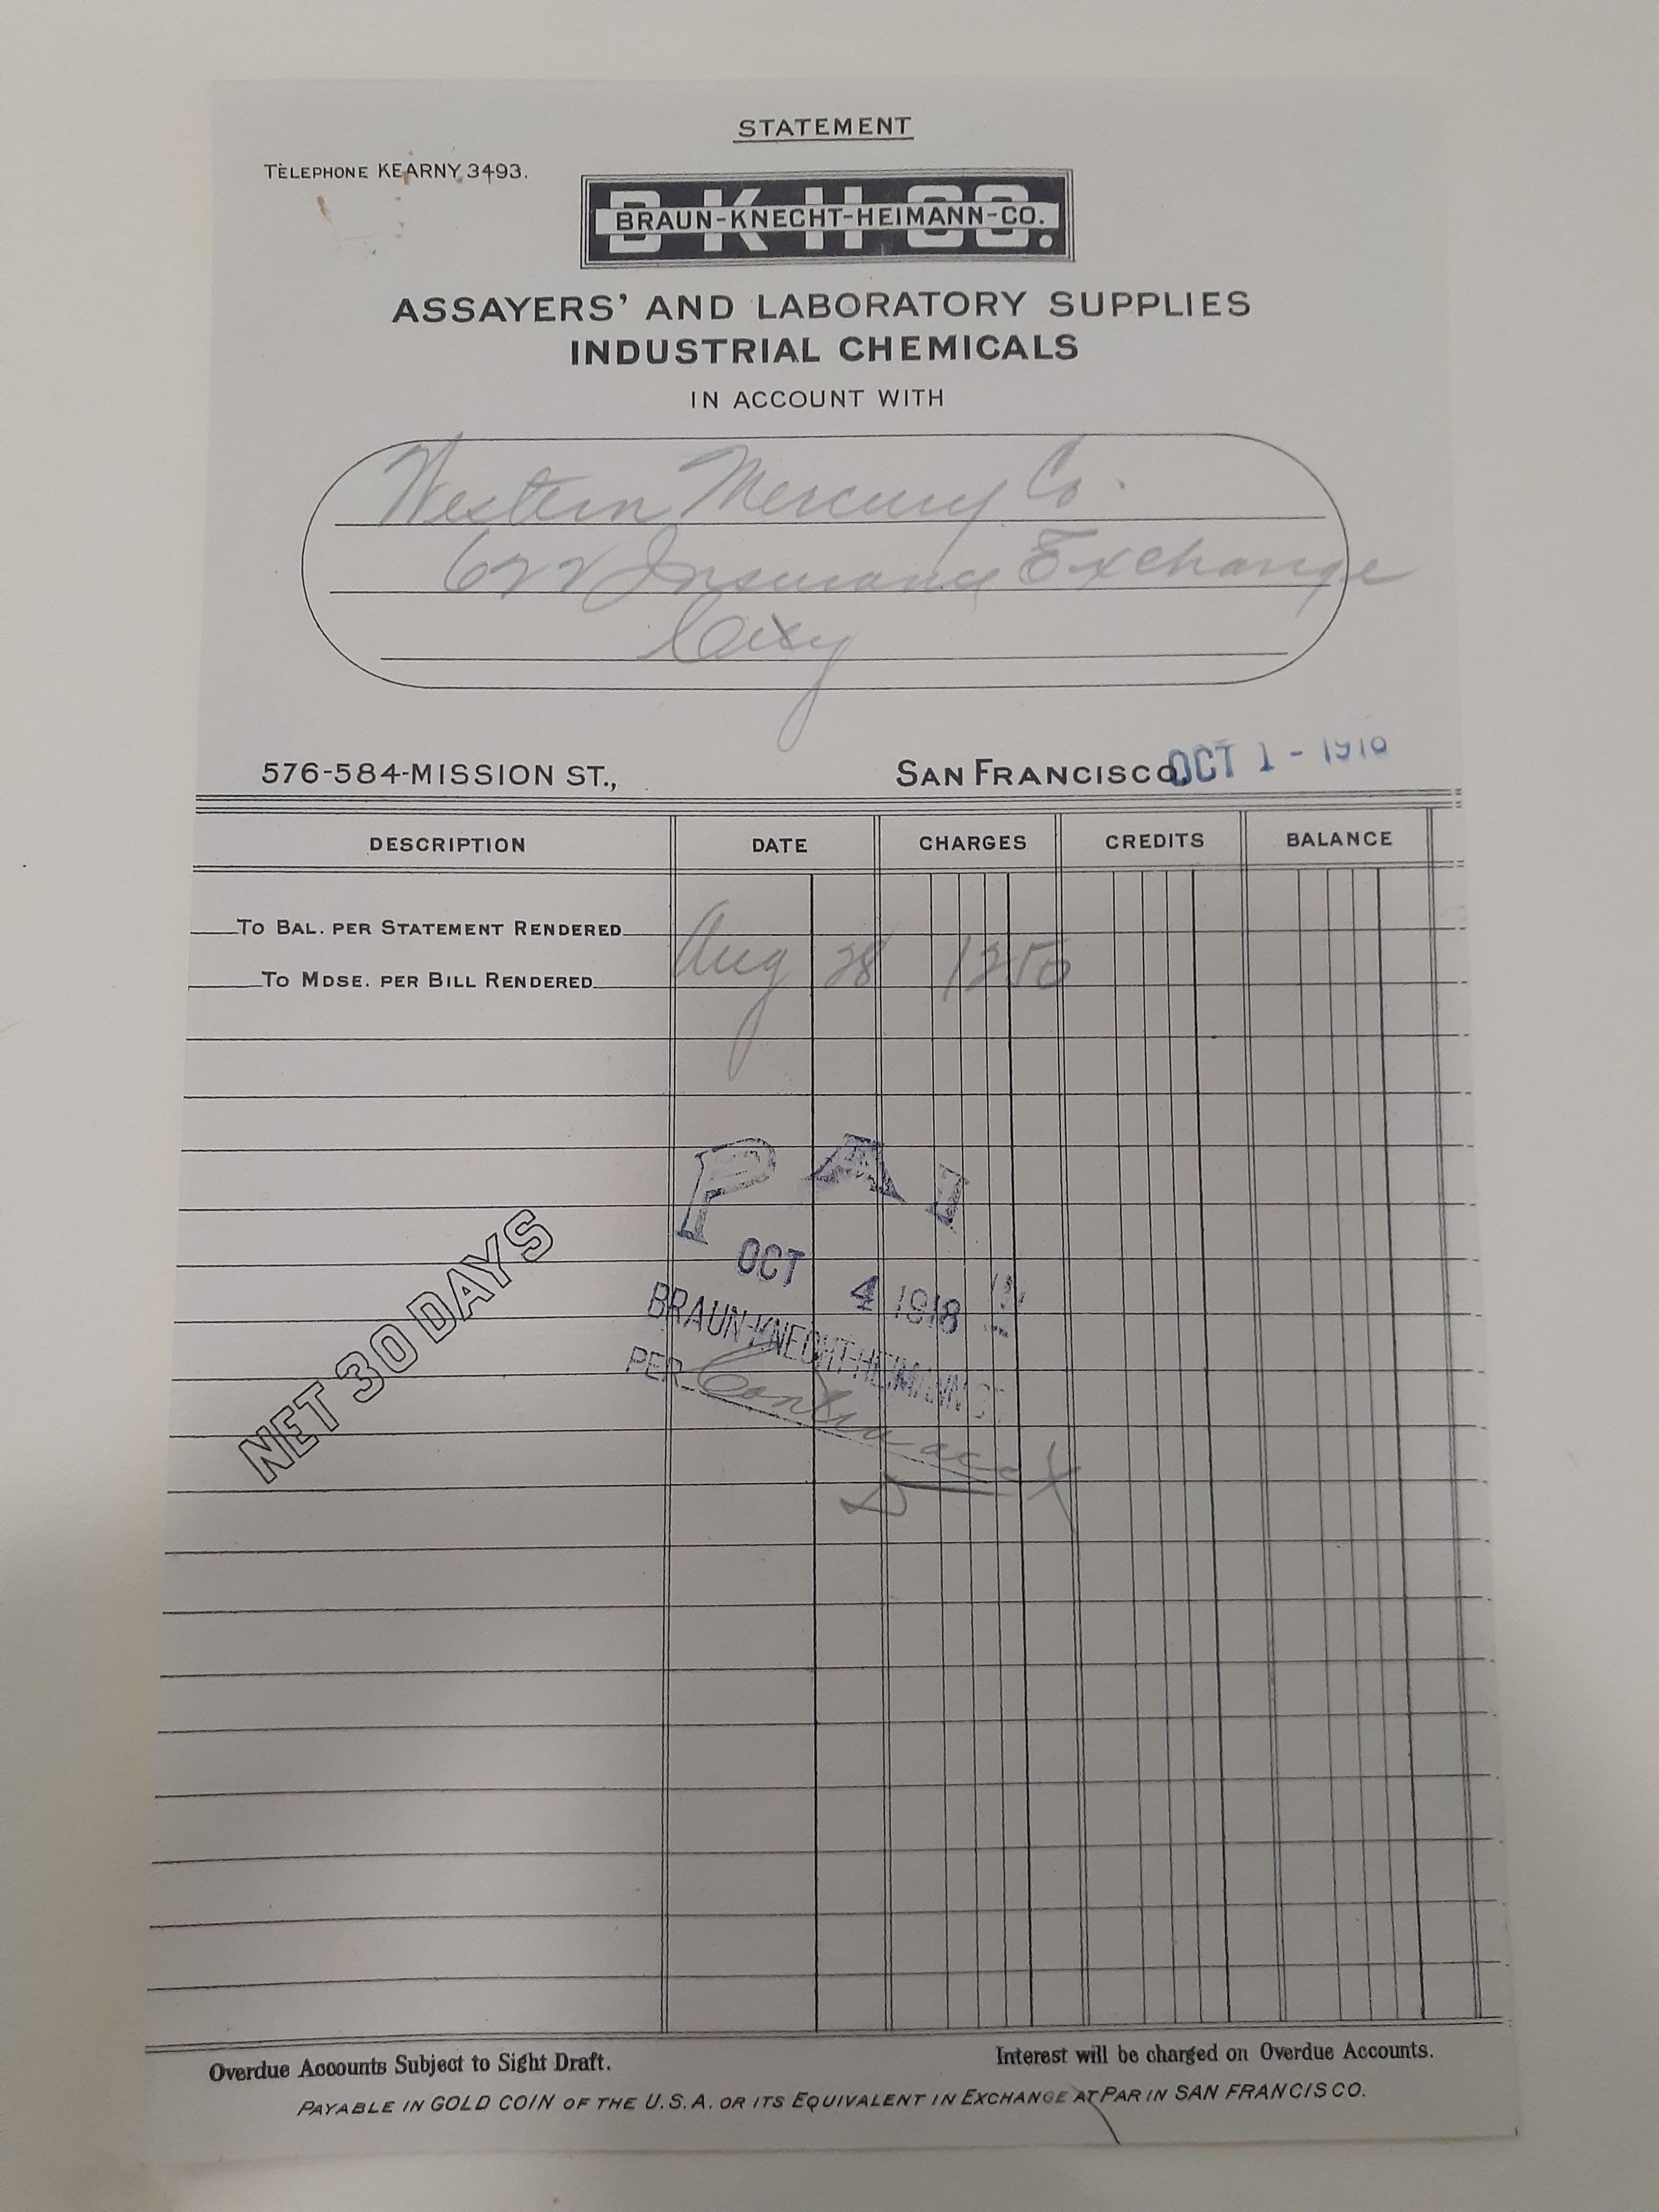 STATEMENT
TELEPHONE KEARNY 3493.
B K H CO.
BRAUN-KNECHT-HEIMANN-CO.
ASSAYERS' AND LABORATORY SUPPLIES
INDUSTRIAL CHEMICALS
IN ACCOUNT WITH
Western Mercury Co.
622 Insurance Exchange
City
576-584-MISSION ST., SAN FRANCISCO, OCT 1 - 1918
DESCRIPTION DATE CHARGES CREDITS BALANCE
TO BAL. PER STATEMENT RENDERED
TO MDSE. PER BILL RENDERED Aug 28 1250
PAI
OCT 4 1918
BRAUN-KNECHT-HEIMANN CO.
PER
NET 30 DAYS
Overdue Accounts Subject to Sight Draft. Interest will be charged on Overdue Accounts.
PAYABLE IN GOLD COIN OF THE U.S.A. OR ITS EQUIVALENT IN EXCHANGE AT PAR IN SAN FRANCISCO.